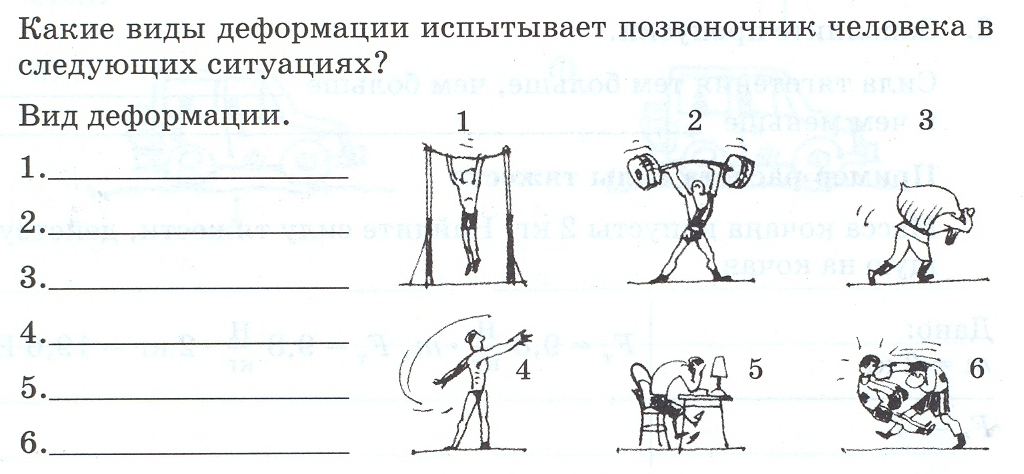 Какие виды деформации испытывает позвоночник человека в
следующих ситуациях?
Вид деформации.
1 2 3
1.
2.
3.
4 5 6
4.
5.
6.